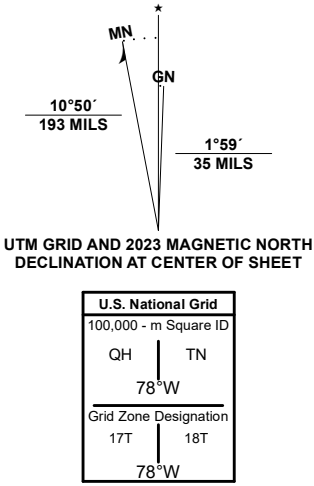 ★
MN
GN
10°50´
193 MILS
1°59´
35 MILS
UTM GRID AND 2023 MAGNETIC NORTH
DECLINATION AT CENTER OF SHEET
U.S. National Grid
100,000 - m Square ID
QH TN
78°W
Grid Zone Designation
17T 18T
78°W